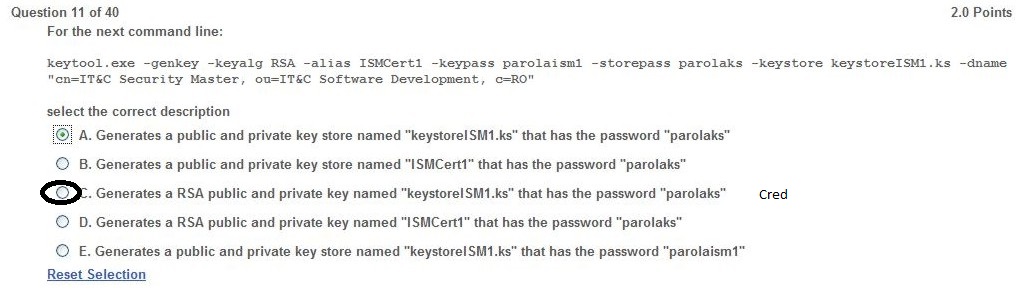 Question 11 of 40 2.0 Points
For the next command line:
keytool.exe -genkey -keyalg RSA -alias ISMCert1 -keypass parolaism1 -storepass parolaks -keystore keystoreISM1.ks -dname
"cn=IT&C Security Master, ou=IT&C Software Development, c=RO"
select the correct description
A. Generates a public and private key store named "keystoreISM1.ks" that has the password "parolaks"
B. Generates a public and private key store named "ISMCert1" that has the password "parolaks"
C. Generates a RSA public and private key named "keystoreISM1.ks" that has the password "parolaks" Cred
D. Generates a RSA public and private key named "ISMCert1" that has the password "parolaks"
E. Generates a public and private key store named "keystoreISM1.ks" that has the password "parolaism1"
Reset Selection